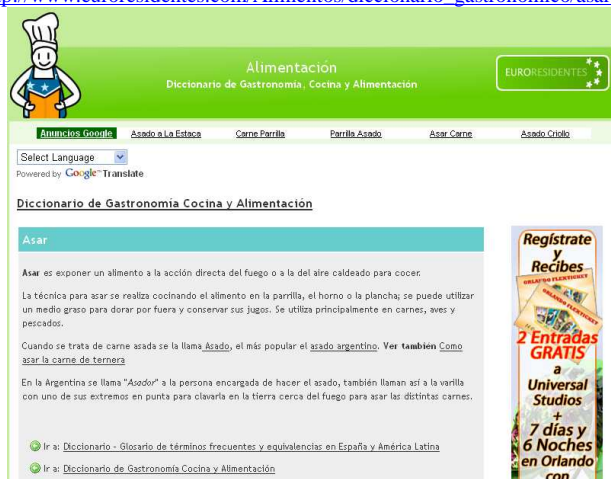 p://www.euroresidentes.com/Alimentos/diccionario_gastronomico/asar
Alimentación
Diccionario de Gastronomía, Cocina y Alimentación
EURORESIDENTES
Anuncios Google Asado a La Estaca Carne Parrilla Parrilla Asado Asar Carne Asado Criollo
Select Language
Powered by Google™ Translate
Diccionario de Gastronomía Cocina y Alimentación
Asar
Asar es exponer un alimento a la acción directa del fuego o a la del aire caldeado para cocer.
La técnica para asar se realiza cocinando el alimento en la parrilla, el horno o la plancha; se puede utilizar
un medio graso para dorar por fuera y conservar sus jugos. Se utiliza principalmente en carnes, aves y
pescados.
Cuando se trata de carne asada se la llama Asado, el más popular el asado argentino. Ver también Como
asar la carne de ternera
En la Argentina se llama "Asador" a la persona encargada de hacer el asado, también llaman así a la varilla
con uno de sus extremos en punta para clavarla en la tierra cerca del fuego para asar las distintas carnes.
Ir a: Diccionario - Glosario de términos frecuentes y equivalencias en España y América Latina
Ir a: Diccionario de Gastronomía Cocina y Alimentación
Regístrate
y
Recibes
ORLANDO FLEXTICKET
2 Entradas
GRATIS
a
Universal
Studios
+
7 días y
6 Noches
en Orlando
con